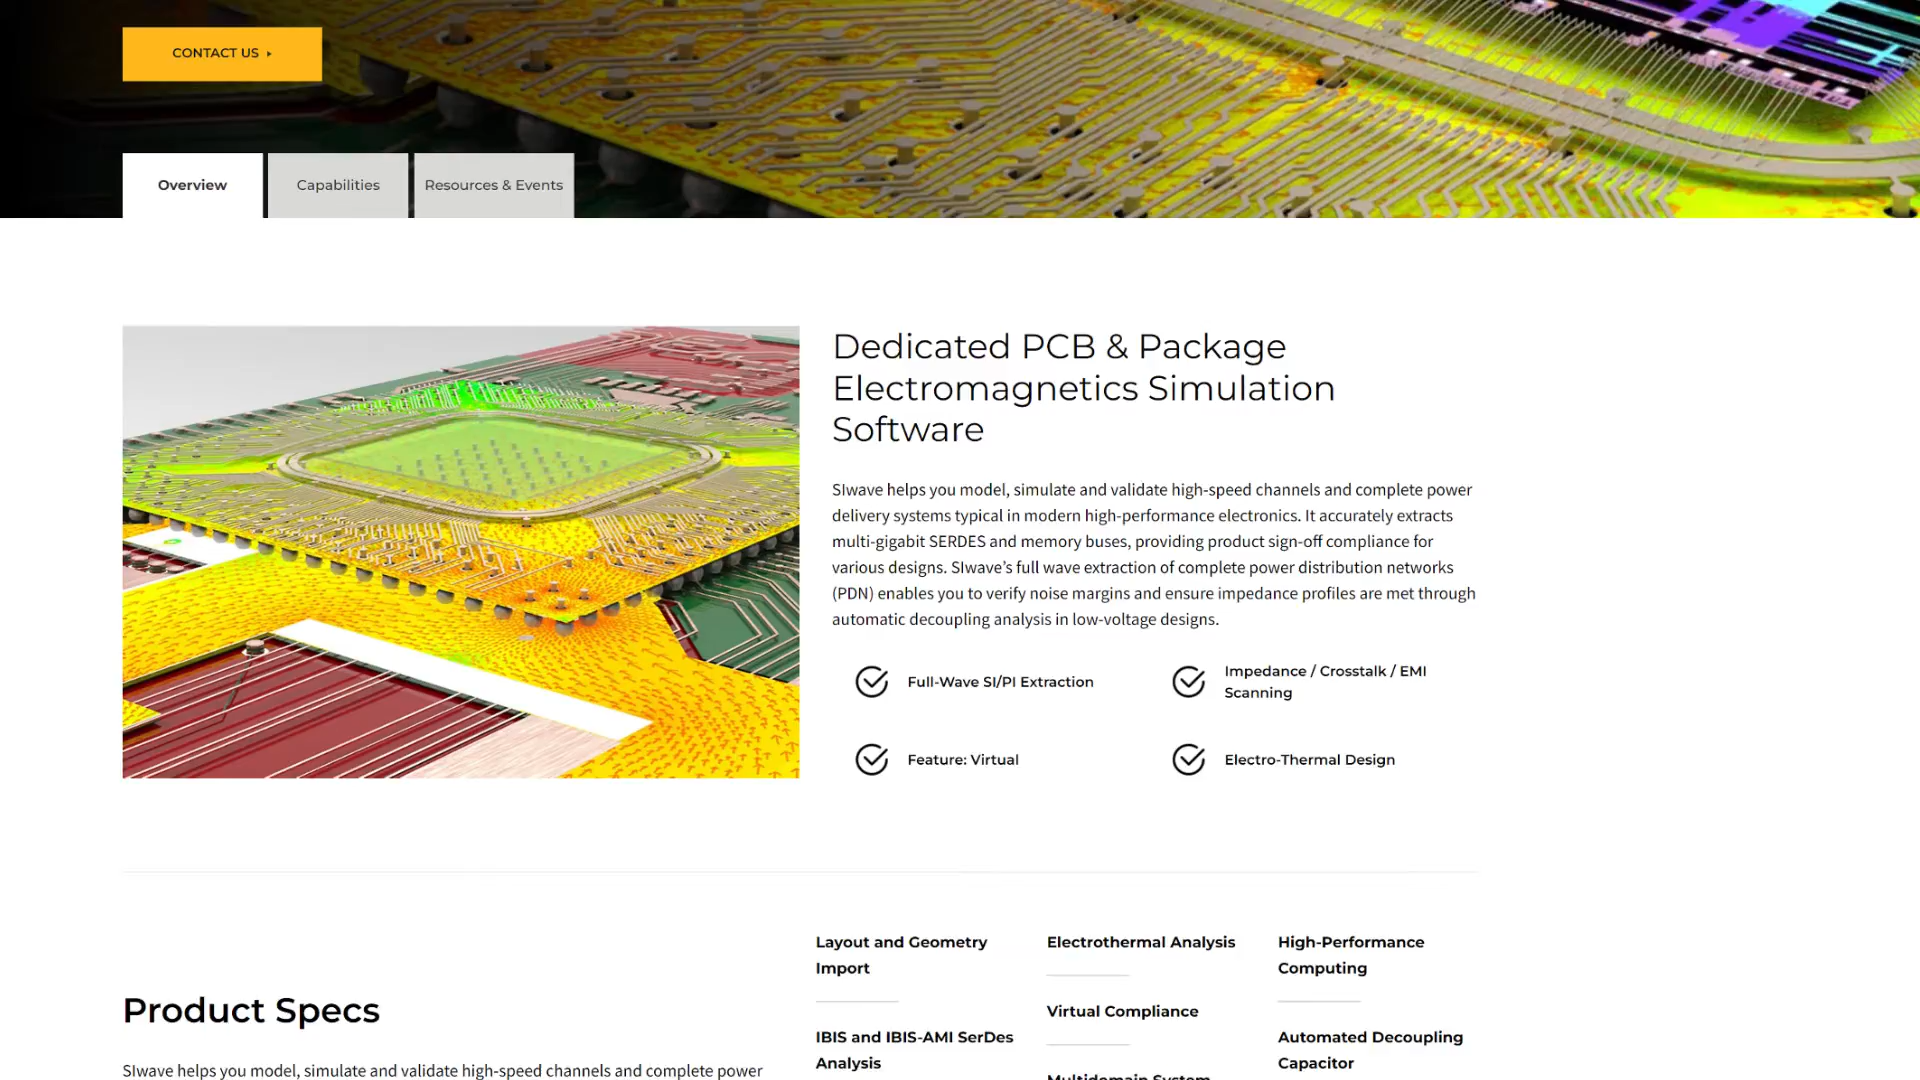 CONTACT US
Overview
Capabilities
Resources & Events
Dedicated PCB & Package
Electromagnetics Simulation
Software
SIwave helps you model, simulate and validate high-speed channels and complete power
delivery systems typical in modern high-performance electronics. It accurately extracts
multi-gigabit SERDES and memory buses, providing product sign-off compliance for
various designs. SIwave’s full wave extraction of complete power distribution networks
(PDN) enables you to verify noise margins and ensure impedance profiles are met through
automatic decoupling analysis in low-voltage designs.
Full-Wave SI/PI Extraction
Impedance / Crosstalk / EMI
Scanning
Feature: Virtual
Electro-Thermal Design
Product Specs
SIwave helps you model, simulate and validate high-speed channels and complete power
Layout and Geometry
Import
IBIS and IBIS-AMI SerDes
Analysis
Electrothermal Analysis
Virtual Compliance
Multidomain System
High-Performance
Computing
Automated Decoupling
Capacitor